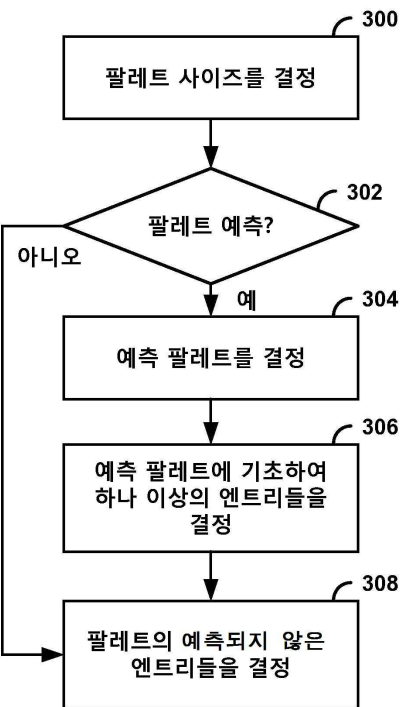 300
팔레트 사이즈를 결정
302
팔레트 예측?
아니오
예
304
예측 팔레트를 결정
306
예측 팔레트에 기초하여
하나 이상의 엔트리들을
결정
308
팔레트의 예측되지 않은
엔트리들을 결정